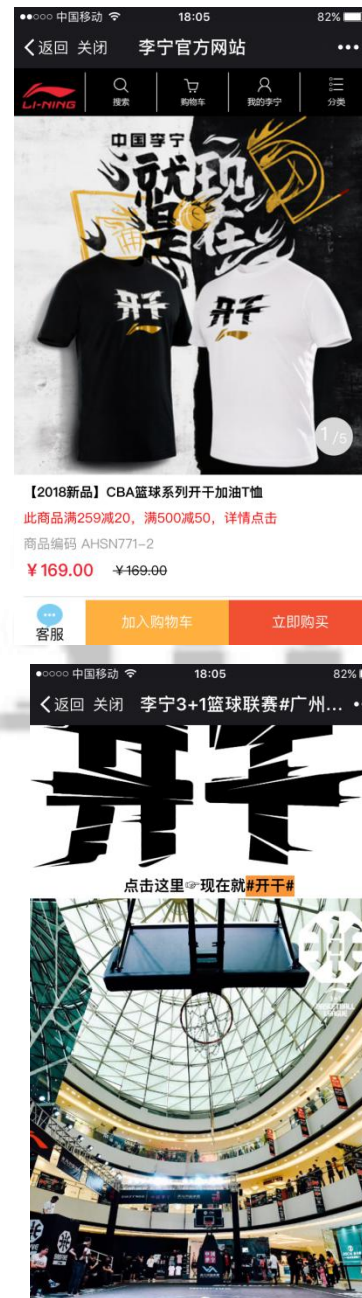 中国移动 18:05 82%
返回 关闭 李宁官方网站
LI-NING 搜索 购物车 我的李宁 分类
中国李宁
就是现在
开干 开干
1/5
【2018新品】CBA篮球系列开干加油T恤
此商品满259减20，满500减50，详情点击
商品编码 AHSN771-2
￥169.00 ￥169.00
客服 加入购物车 立即购买
中国移动 18:05 82%
返回 关闭 李宁3+1篮球联赛#广州...
开干
点击这里☞现在就#开干#
BASKETBALL
LEAGUE